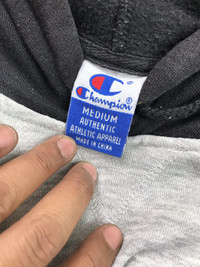 Champion
MEDIUM
AUTHENTIC
ATHLETIC APPAREL
MADE IN CHINA